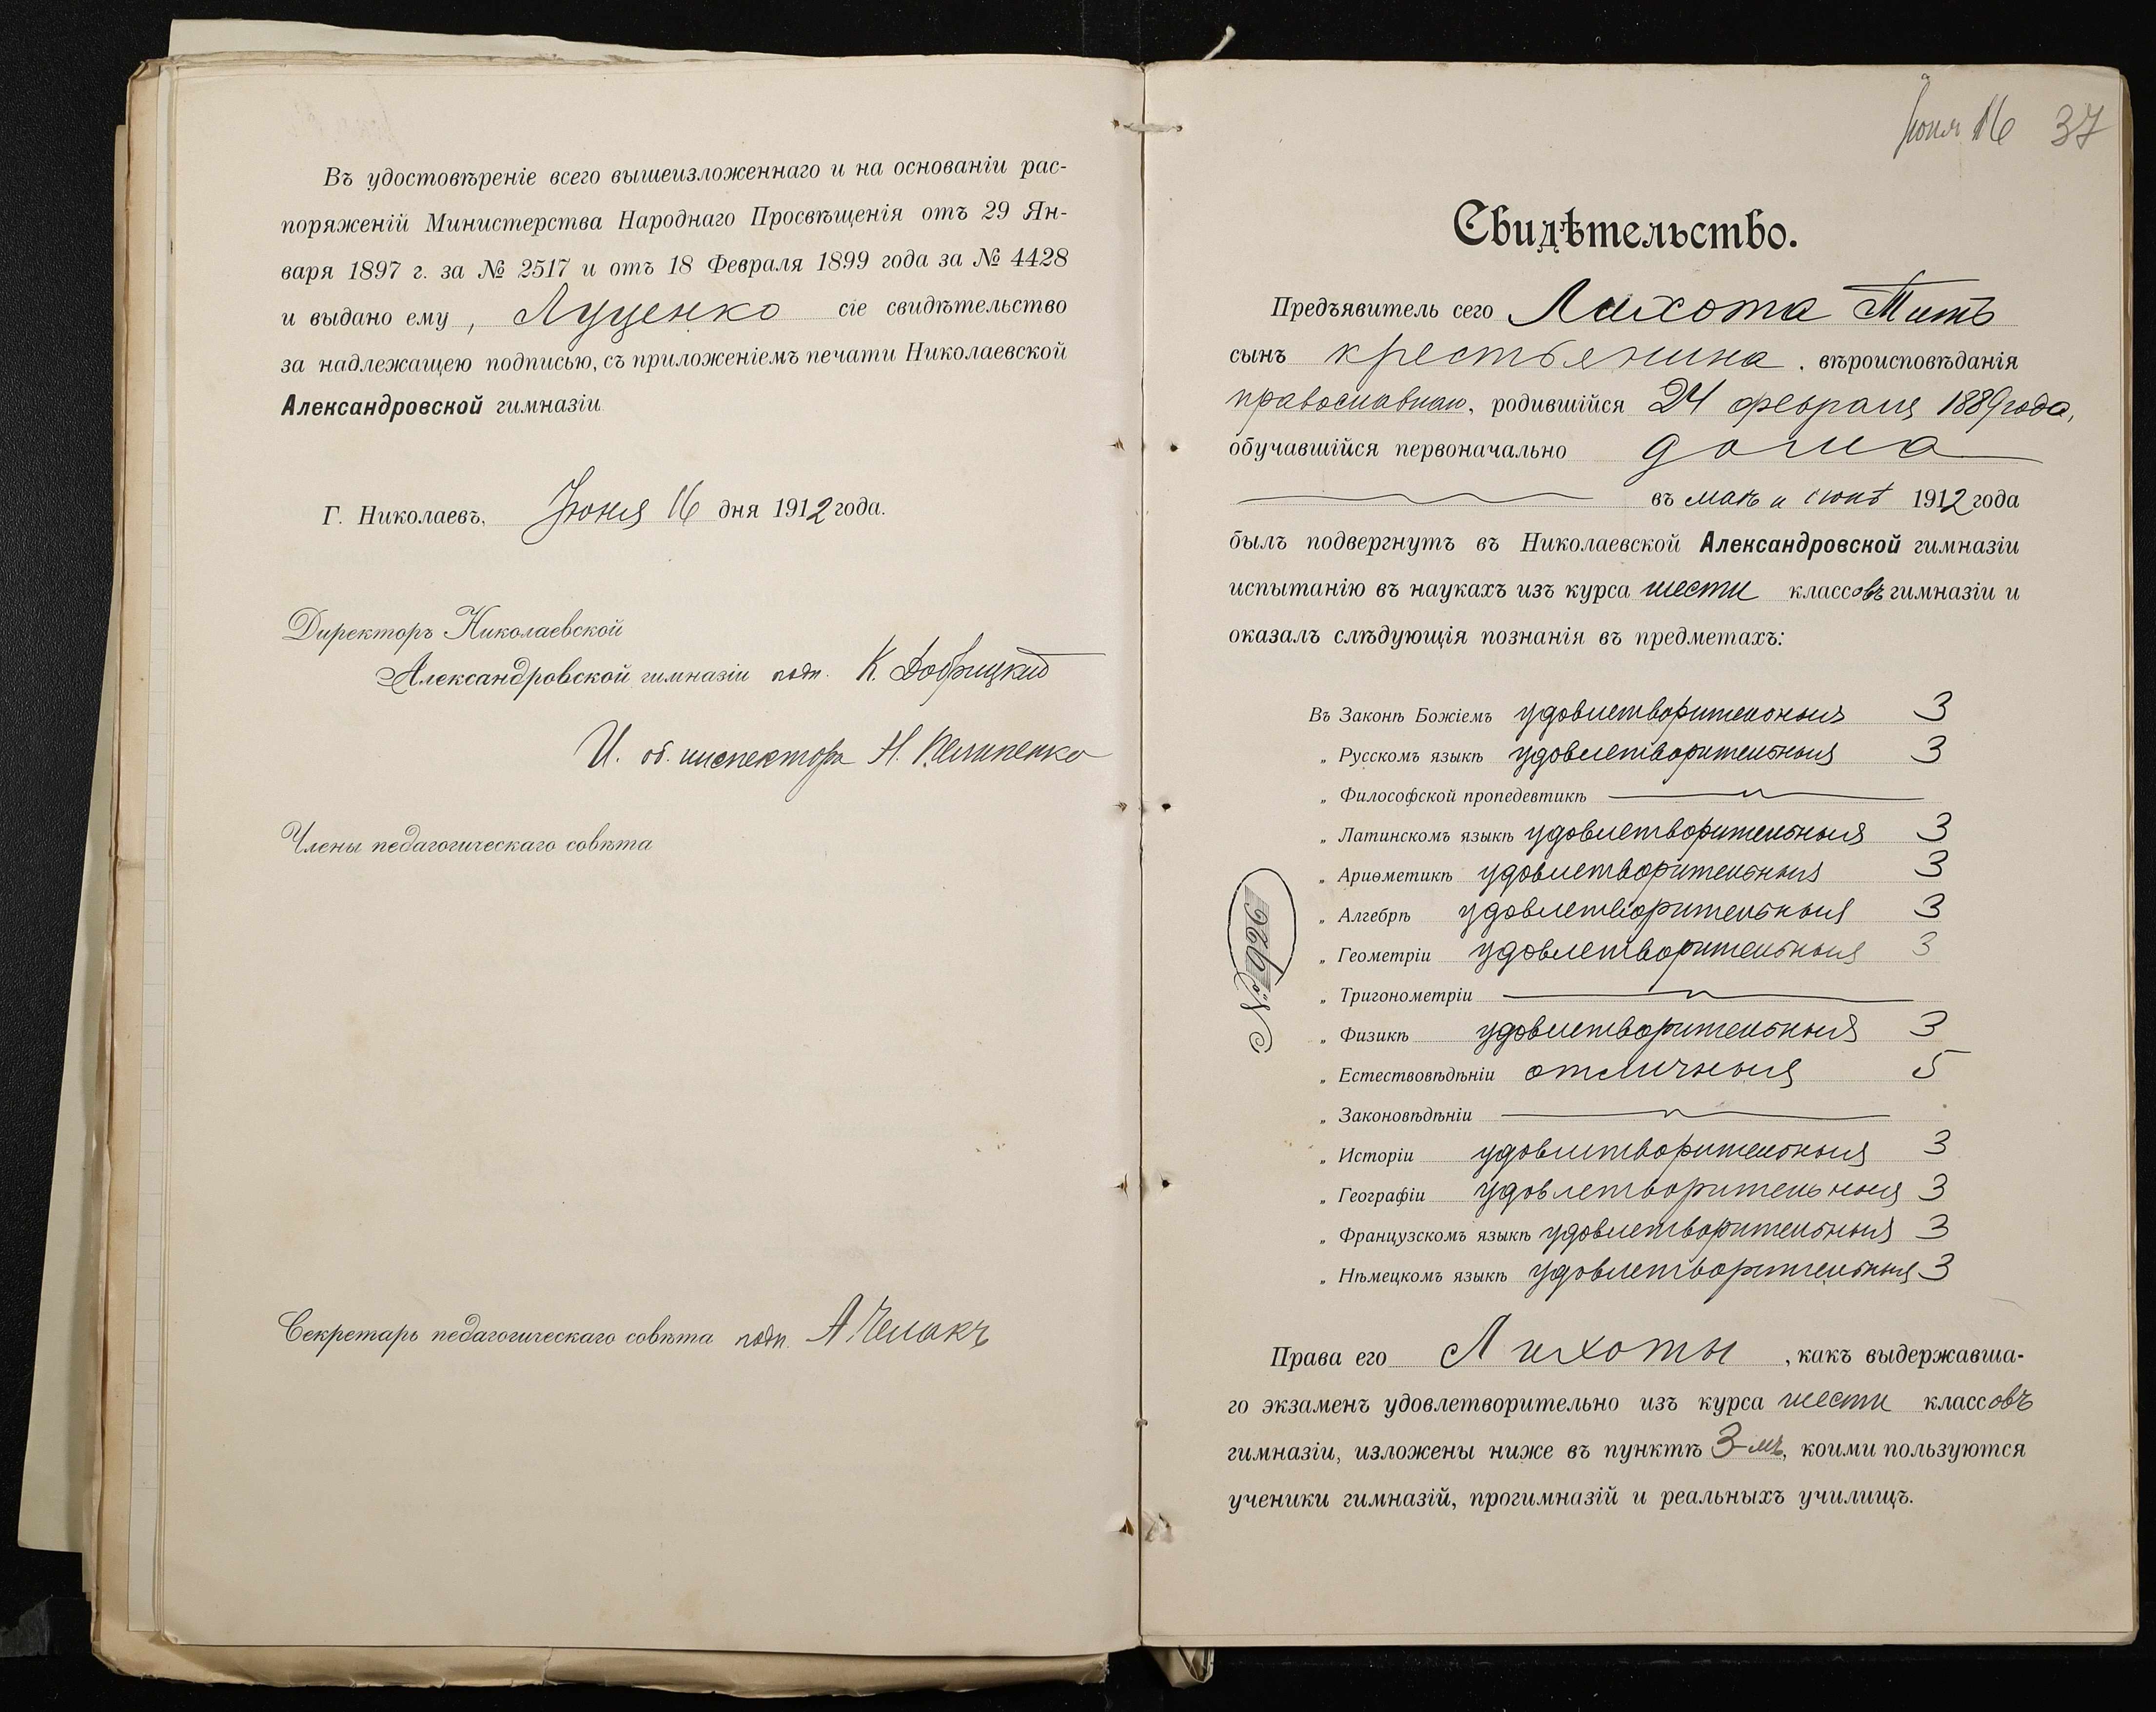 Въ удостовѣреніе всего вышеизложеннаго и на основаніи рас-
поряженій Министерства Народнаго Просвѣщенія отъ 29 Ян-
варя 1897 г. за № 2517 и отъ 18 Февраля 1899 года за № 4428
и выдано ему, Луценко сіе свидѣтельство
за надлежащею подписью, съ приложеніемъ печати Николаевской
Александровской гимназіи
Г. Николаевъ, Іюня 16 дня 1912 года.
Директоръ Николаевской
Александровской гимназіи подп. К. Добрицкій
И. об. инспектора Н.
Члены педагогическаго совѣта
Секретарь педагогическаго совѣта подп. А.
Іюня 16 37
Свидѣтельство.
Предъявитель сего Лихота Титъ
сынъ крестьянина. вѣроисповѣданія
православнаго, родившійся 24 февраля 1889 года,
обучавшійся первоначально дома
въ маѣ и іюнѣ 1912 года
былъ подвергнутъ въ Николаевской Александровской гимназіи
испытанію въ наукахъ изъ курса шести классовъ гимназіи и
оказалъ слѣдующія познанія въ предметахъ:
Въ Законѣ Божіемъ удовлетворительныя 3
„ Русскомъ языкѣ удовлетворительныя 3
„ Философской пропедевтикѣ —
„ Латинскомъ языкѣ удовлетворительныя 3
„ Ариѳметикѣ удовлетворительныя 3
„ Алгебрѣ удовлетворительныя 3
„ Геометріи удовлетворительныя 3
„ Тригонометріи —
„ Физикѣ удовлетворительныя 3
„ Естествовѣдѣніи отличныя 5
„ Законовѣдѣніи —
„ Исторіи удовлетворительныя 3
„ Географіи удовлетворительныя 3
„ Французскомъ языкѣ удовлетворительныя 3
„ Нѣмецкомъ языкѣ удовлетворительныя 3
№ 926
Права его Лихоты, какъ выдержавша-
го экзаменъ удовлетворительно изъ курса шести классовъ
гимназіи, изложены ниже въ пунктѣ 3-мъ, коими пользуются
ученики гимназій, прогимназій и реальныхъ училищъ.